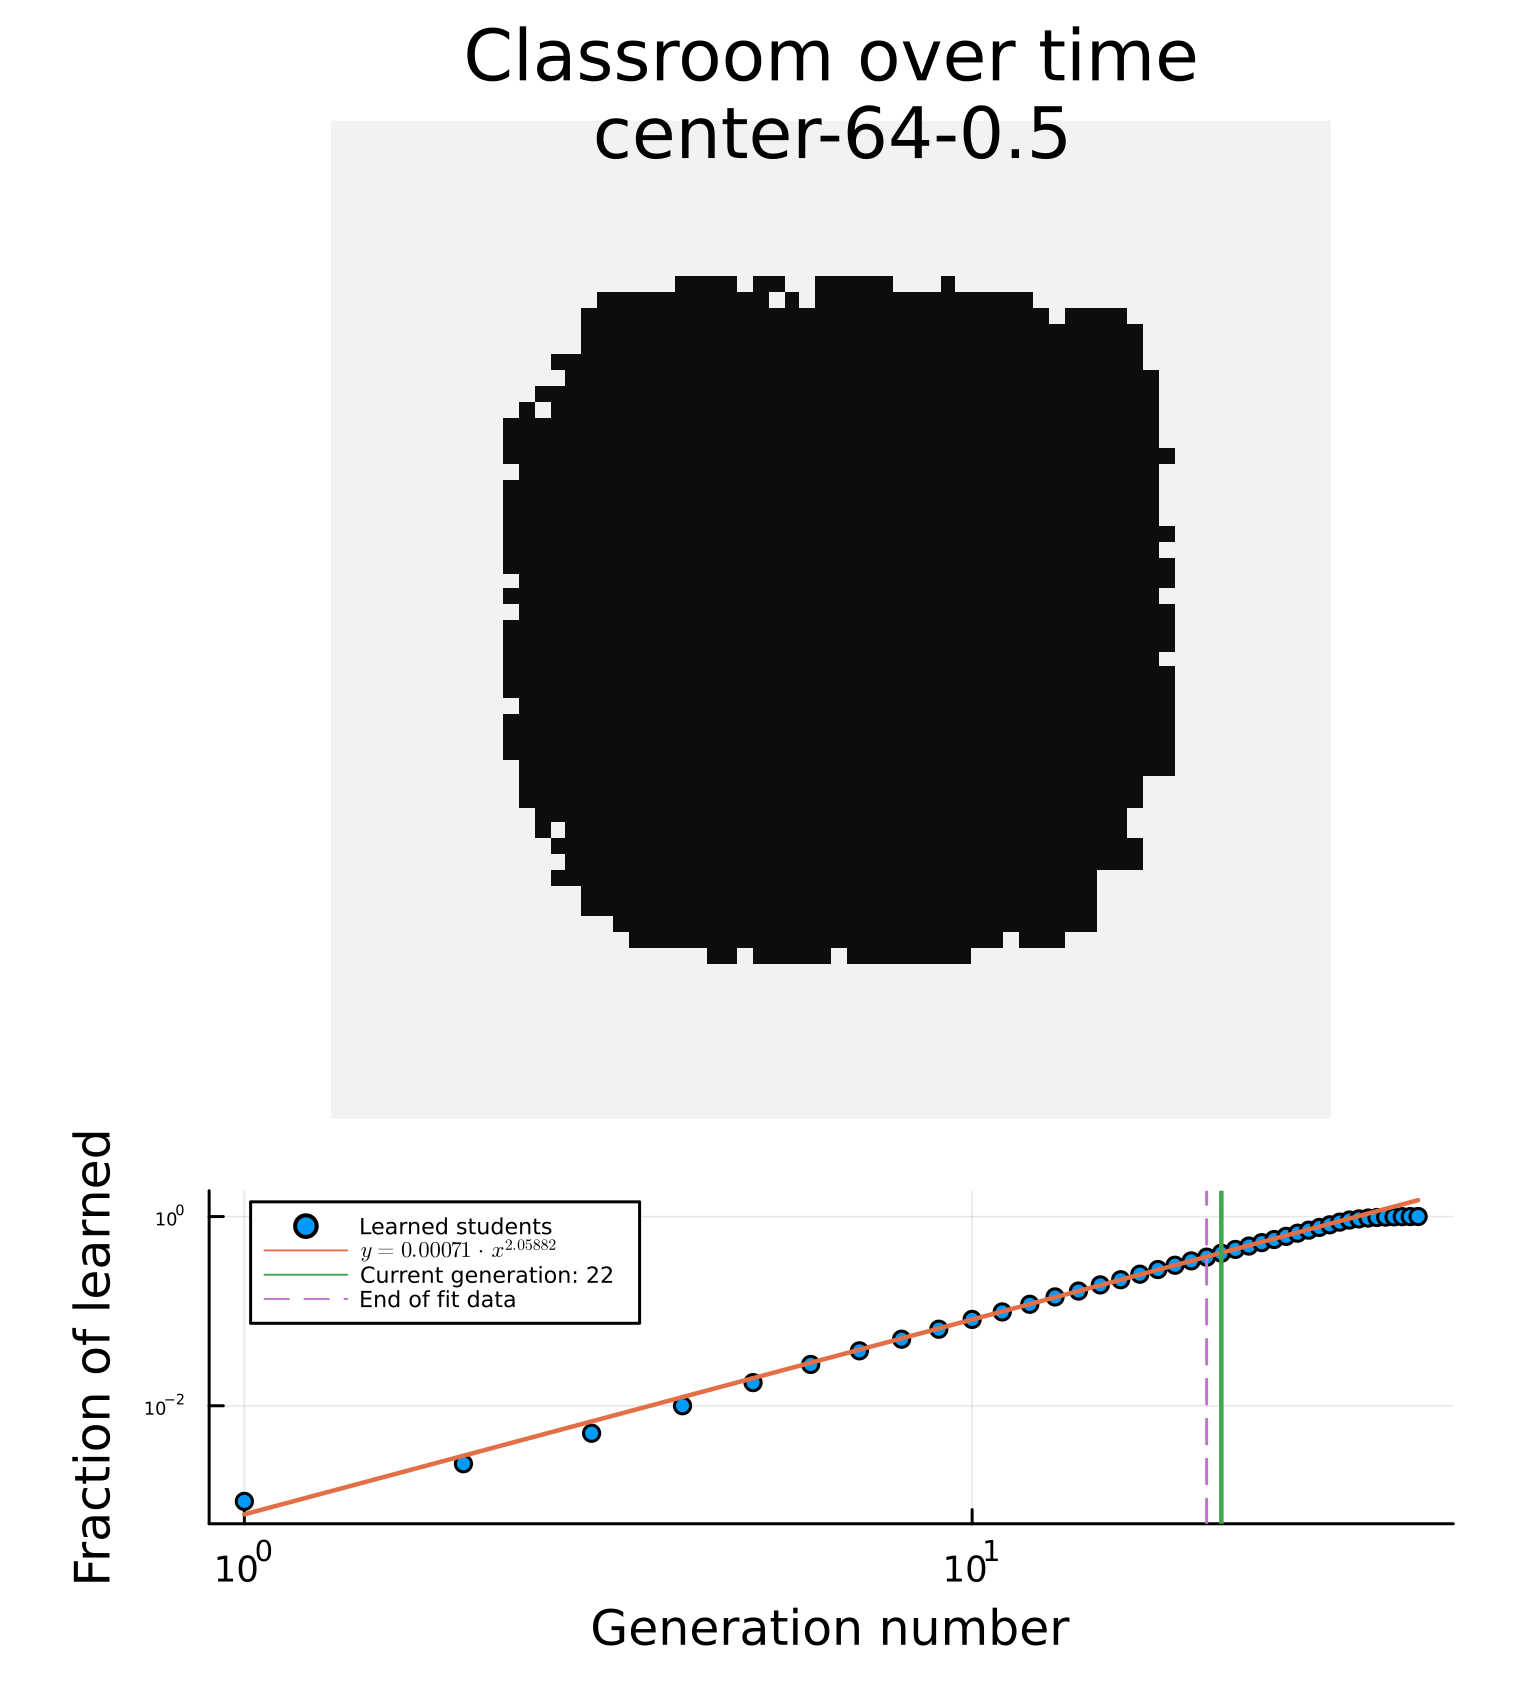 Classroom over time
center-64-0.5
Fraction of learned
10^0
10^-2
Learned students
y = 0.00071 · x^2.05882
Current generation: 22
End of fit data
10^0
10^1
Generation number